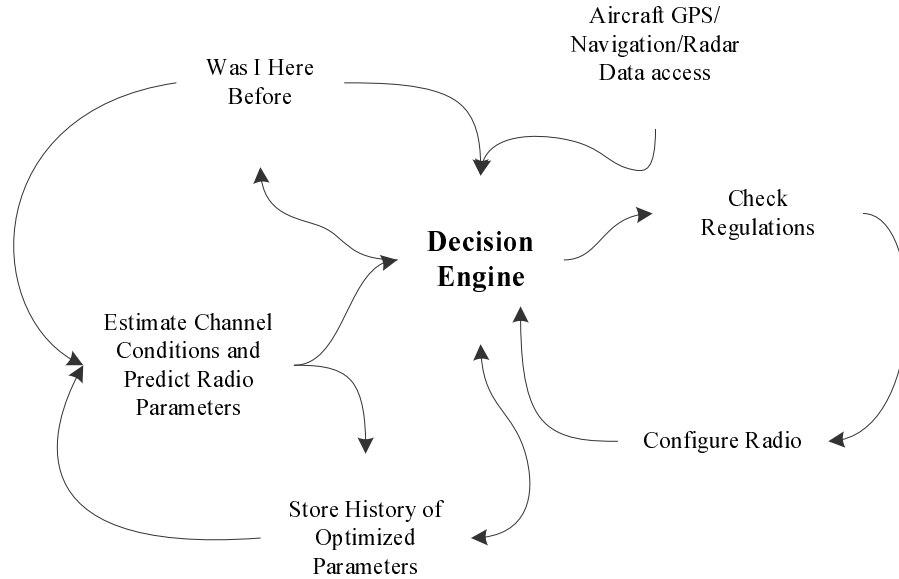 Aircraft GPS/
Navigation/Radar
Data access
Was I Here
Before
Check
Regulations
Decision
Engine
Estimate Channel
Conditions and
Predict Radio
Parameters
Configure Radio
Store History of
Optimized
Parameters